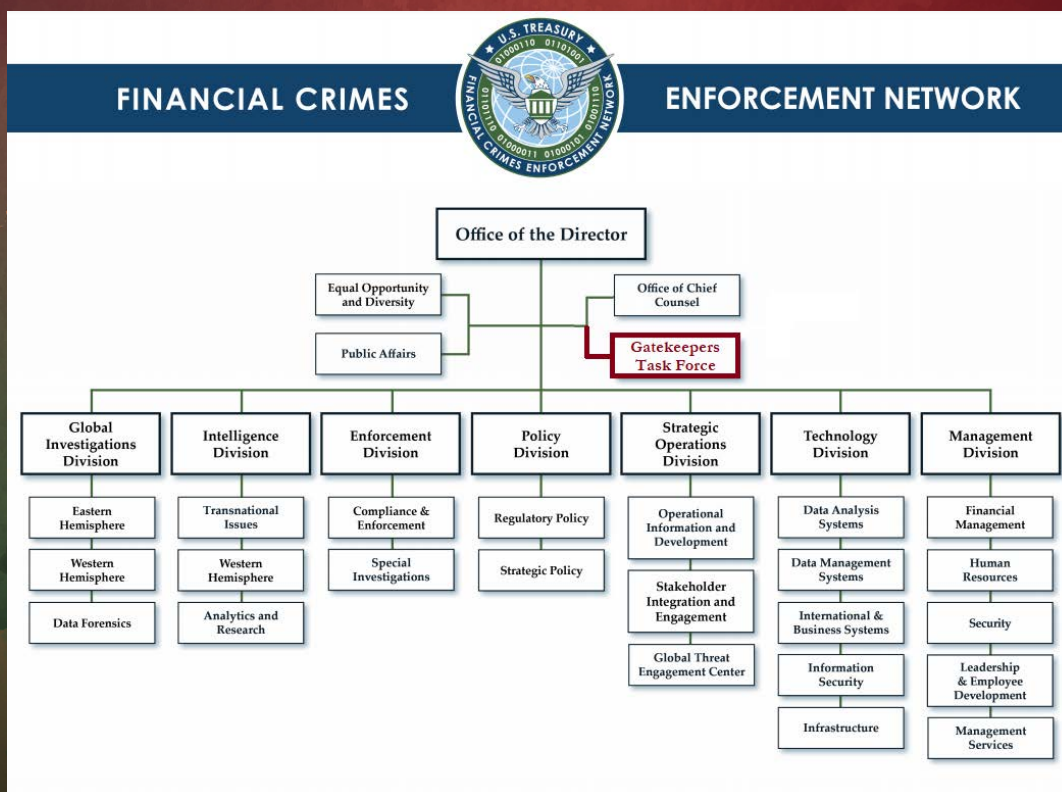 FINANCIAL CRIMES
ENFORCEMENT NETWORK
★ U.S. TREASURY ★
FINANCIAL CRIMES ENFORCEMENT NETWORK
01000110 01101001
01101110 01000011 01000101 01001110
Office of the Director
Equal Opportunity
and Diversity
Office of Chief
Counsel
Public Affairs
Gatekeepers
Task Force
Global
Investigations
Division
Eastern
Hemisphere
Western
Hemisphere
Data Forensics
Intelligence
Division
Transnational
Issues
Western
Hemisphere
Analytics and
Research
Enforcement
Division
Compliance &
Enforcement
Special
Investigations
Policy
Division
Regulatory Policy
Strategic Policy
Strategic
Operations
Division
Operational
Information and
Development
Stakeholder
Integration and
Engagement
Global Threat
Engagement Center
Technology
Division
Data Analysis
Systems
Data Management
Systems
International &
Business Systems
Information
Security
Infrastructure
Management
Division
Financial
Management
Human
Resources
Security
Leadership
& Employee
Development
Management
Services